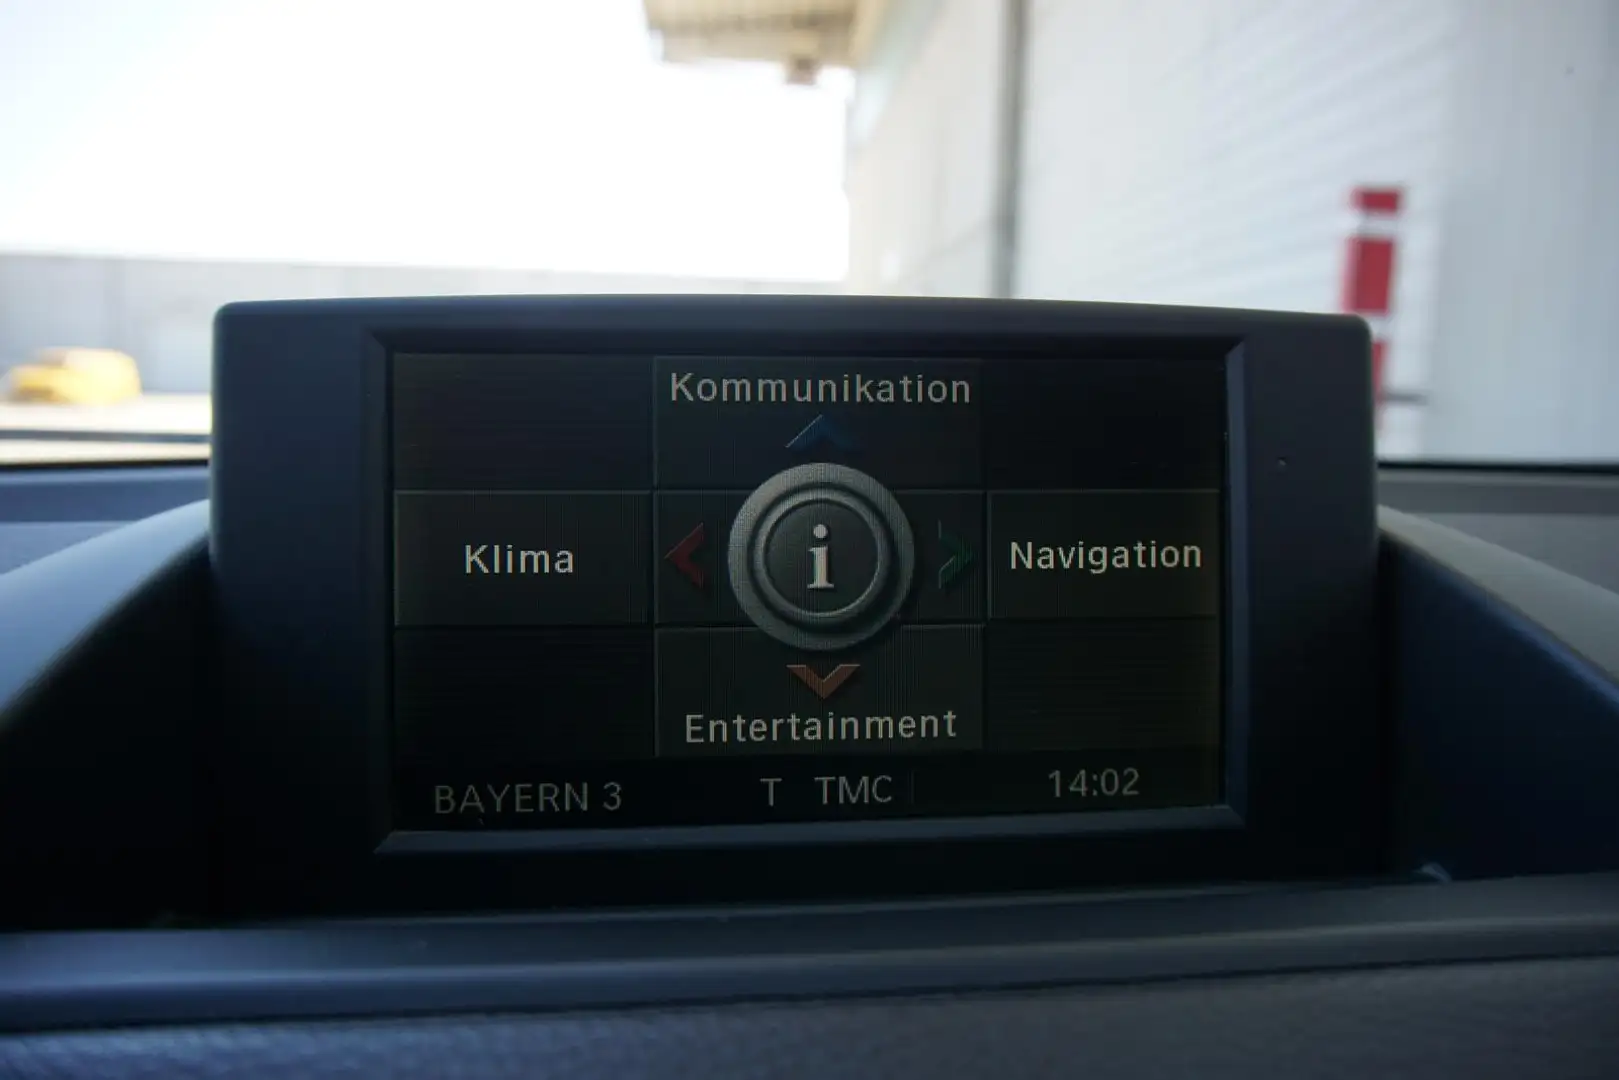 Kommunikation
Klima
i
Navigation
Entertainment
BAYERN 3
T TMC
14:02